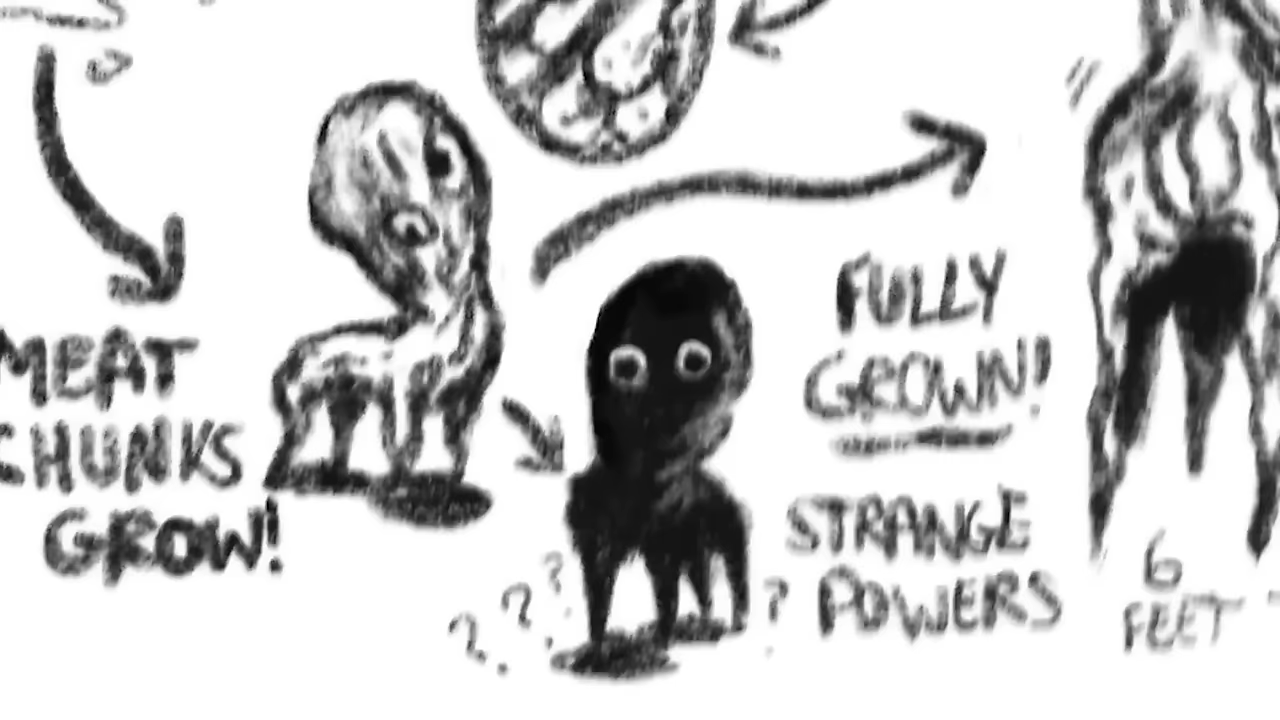 MEAT
CHUNKS
GROW!
? ? ? ?
FULLY
GROWN!
STRANGE
? POWERS
6
FEET